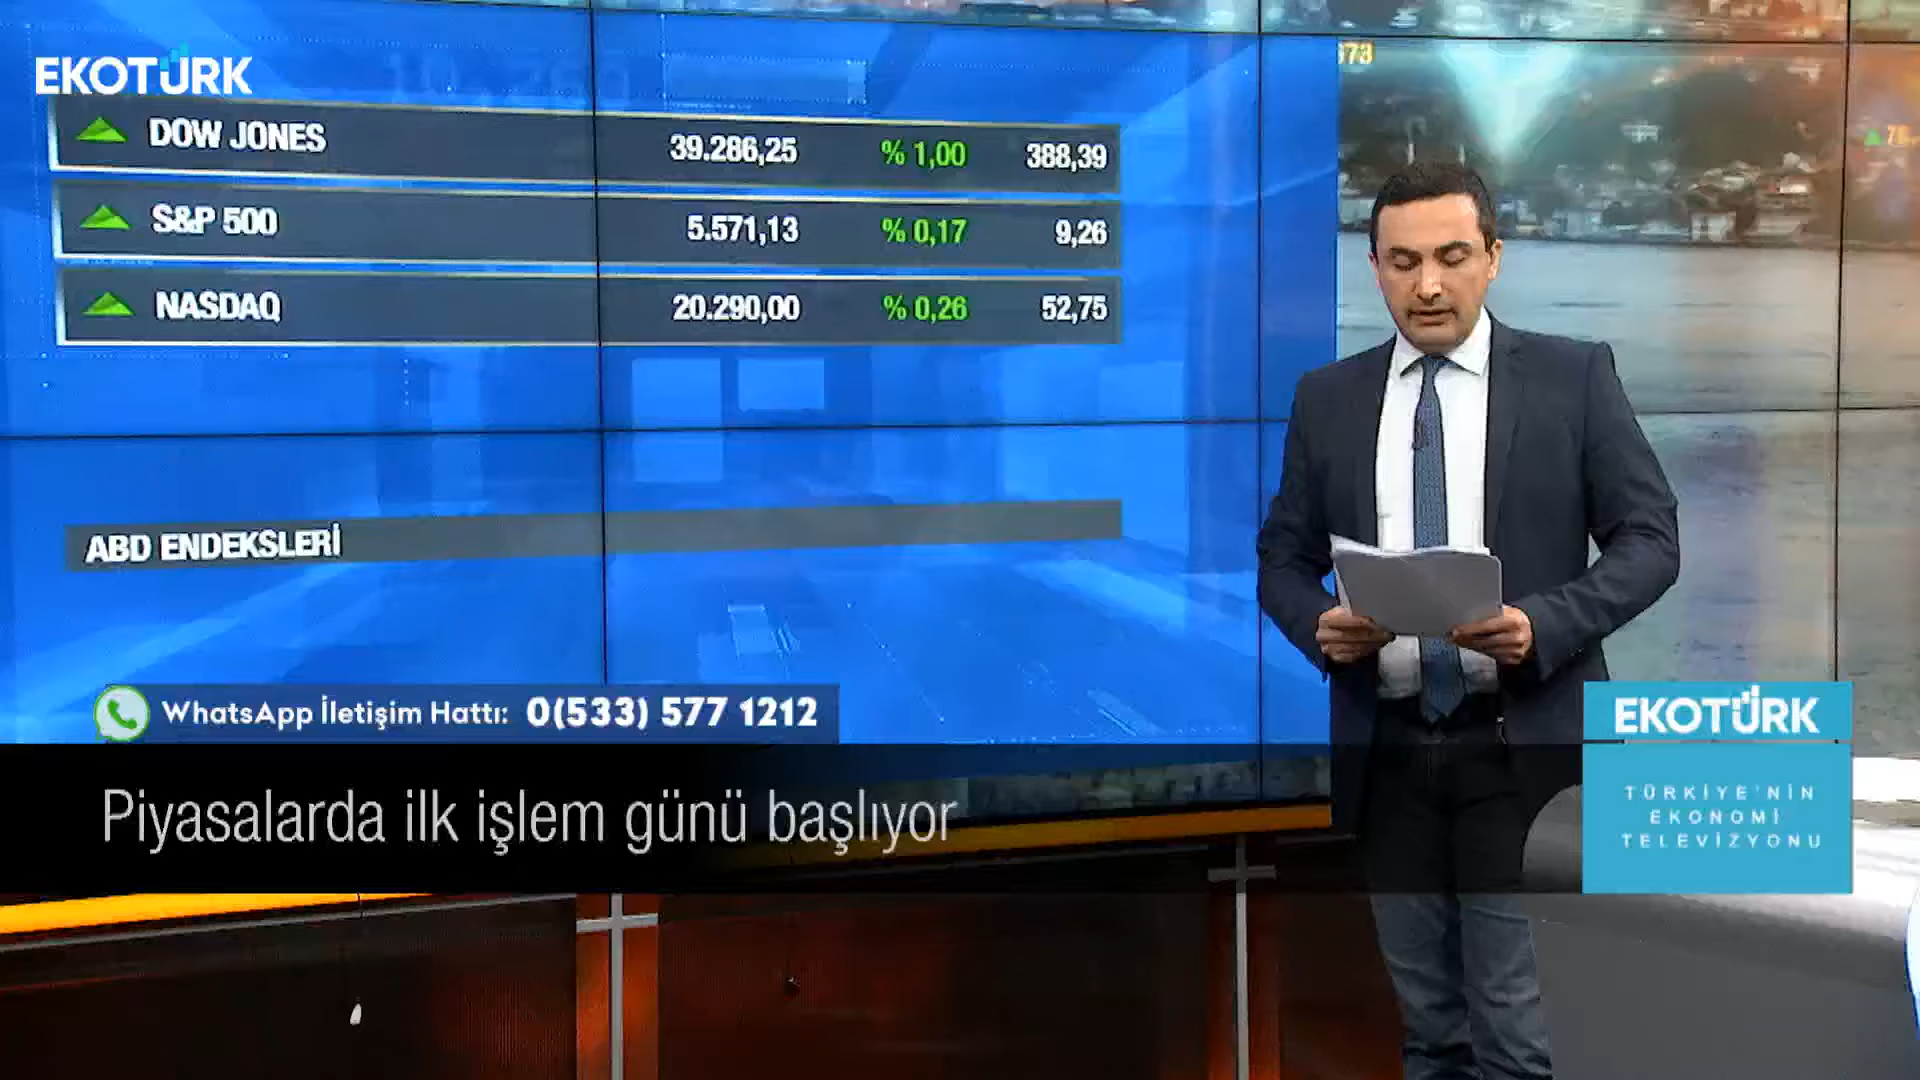 EKOTÜRK
673
78
DOW JONES 39.286,25 % 1,00 388,39
S&P 500 5.571,13 % 0,17 9,26
NASDAQ 20.290,00 % 0,26 52,75
ABD ENDEKSLERİ
WhatsApp İletişim Hattı: 0(533) 577 1212
EKOTÜRK
Piyasalarda ilk işlem günü başlıyor
TÜRKİYE'NİN
EKONOMİ
TELEVİZYONU